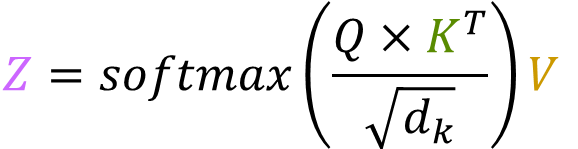 Z = softmax(Q × K^T / √d_k)V